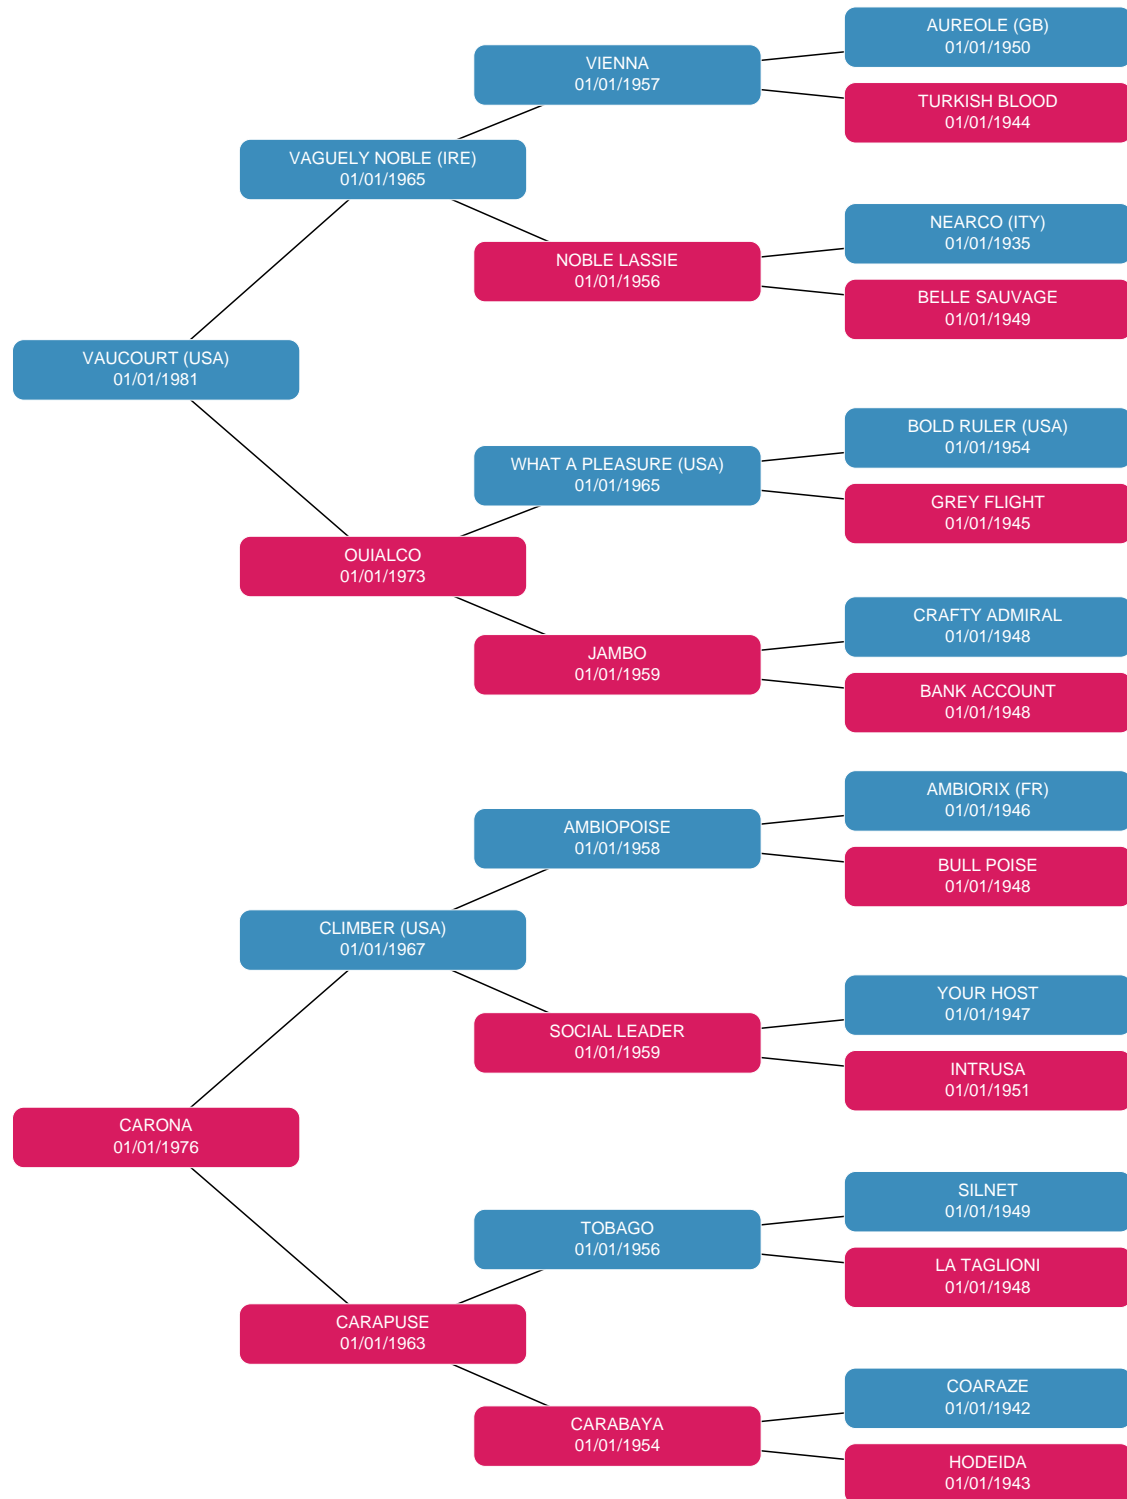 AUREOLE (GB)
01/01/1950
VIENNA
01/01/1957
TURKISH BLOOD
01/01/1944
VAGUELY NOBLE (IRE)
01/01/1965
NEARCO (ITY)
01/01/1935
NOBLE LASSIE
01/01/1956
BELLE SAUVAGE
01/01/1949
VAUCOURT (USA)
01/01/1981
BOLD RULER (USA)
01/01/1954
WHAT A PLEASURE (USA)
01/01/1965
GREY FLIGHT
01/01/1945
OUIALCO
01/01/1973
CRAFTY ADMIRAL
01/01/1948
JAMBO
01/01/1959
BANK ACCOUNT
01/01/1948
AMBIORIX (FR)
01/01/1946
AMBIOPOISE
01/01/1958
BULL POISE
01/01/1948
CLIMBER (USA)
01/01/1967
YOUR HOST
01/01/1947
SOCIAL LEADER
01/01/1959
INTRUSA
01/01/1951
CARONA
01/01/1976
SILNET
01/01/1949
TOBAGO
01/01/1956
LA TAGLIONI
01/01/1948
CARAPUSE
01/01/1963
COARAZE
01/01/1942
CARABAYA
01/01/1954
HODEIDA
01/01/1943